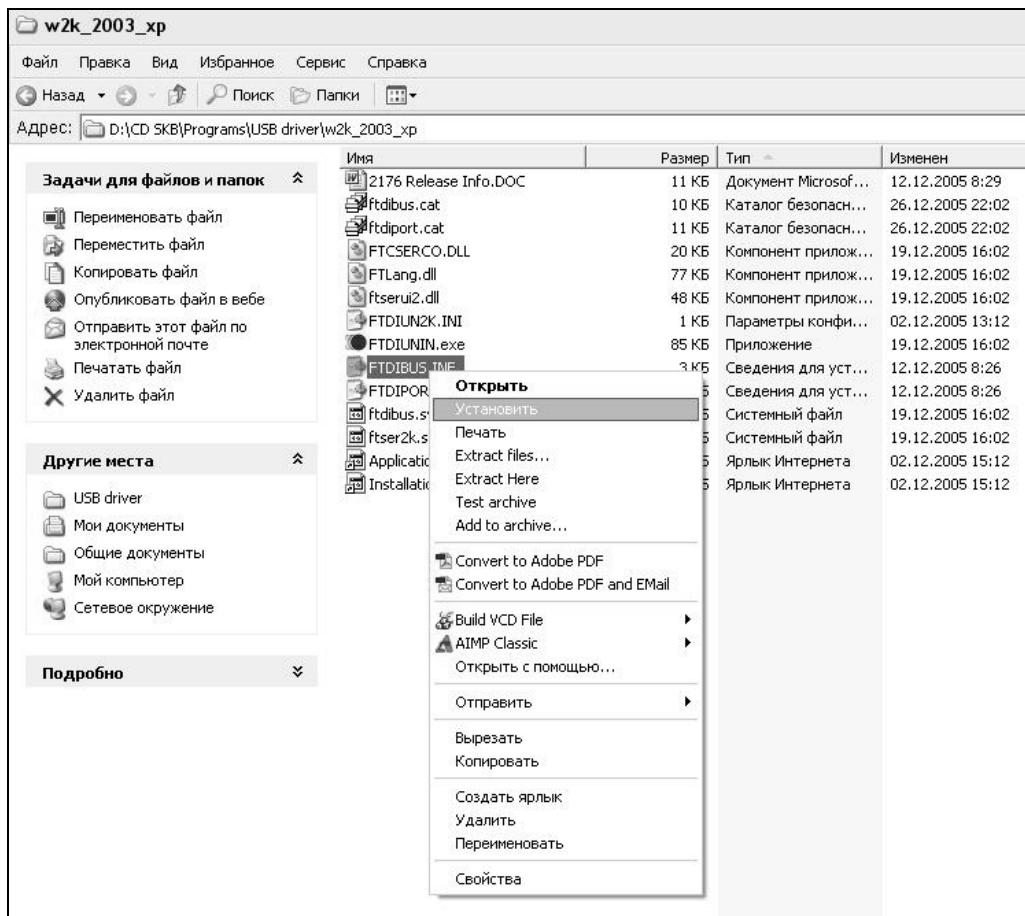 w2k_2003_xp
Файл Правка Вид Избранное Сервис Справка
Назад Поиск Папки
Адрес: D:\CD SKB\Programs\USB driver\w2k_2003_xp
Имя Размер Тип Изменен
2176 Release Info.DOC 11 КБ Документ Microsof... 12.12.2005 8:29
ftdibus.cat 10 КБ Каталог безопасн... 26.12.2005 22:02
ftdiport.cat 11 КБ Каталог безопасн... 26.12.2005 22:02
FTCSERCO.DLL 20 КБ Компонент прилож... 19.12.2005 16:02
FTLang.dll 77 КБ Компонент прилож... 19.12.2005 16:02
ftserui2.dll 48 КБ Компонент прилож... 19.12.2005 16:02
FTDIUN2K.INI 1 КБ Параметры конфи... 02.12.2005 13:12
FTDIUNIN.exe 85 КБ Приложение 19.12.2005 16:02
FTDIBUS.INF 3 КБ Сведения для уст... 12.12.2005 8:26
FTDIPOR Б Сведения для уст... 12.12.2005 8:26
ftdibus.s Б Системный файл 19.12.2005 16:02
ftser2k.s Б Системный файл 19.12.2005 16:02
Applicatio Б Ярлык Интернета 02.12.2005 15:12
Installatio Б Ярлык Интернета 02.12.2005 15:12
Задачи для файлов и папок
Переименовать файл
Переместить файл
Копировать файл
Опубликовать файл в вебе
Отправить этот файл по
электронной почте
Печатать файл
Удалить файл
Другие места
USB driver
Мои документы
Общие документы
Мой компьютер
Сетевое окружение
Подробно
Открыть
Установить
Печать
Extract files...
Extract Here
Test archive
Add to archive...
Convert to Adobe PDF
Convert to Adobe PDF and EMail
Build VCD File
AIMP Classic
Открыть с помощью...
Отправить
Вырезать
Копировать
Создать ярлык
Удалить
Переименовать
Свойства